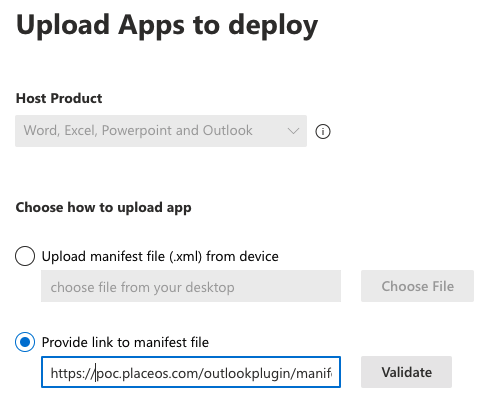 Upload Apps to deploy
Host Product
Word, Excel, Powerpoint and Outlook
Choose how to upload app
Upload manifest file (.xml) from device
choose file from your desktop
Choose File
Provide link to manifest file
https://poc.placeos.com/outlookplugin/manif
Validate